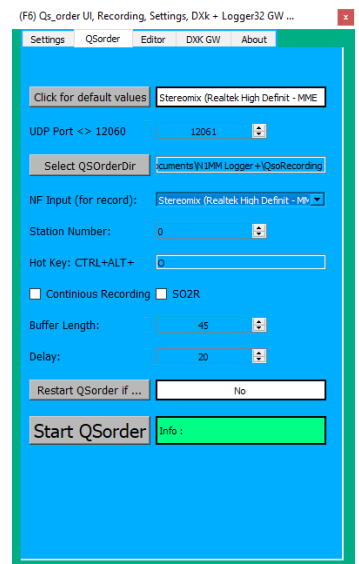 (F6) Qs_order UI, Recording, Settings, DXk + Logger32 GW ... x
Settings QSorder Editor DXK GW About
Click for default values Stereomix (Realtek High Definit - MME
UDP Port <> 12060 12061
Select QSOrderDir ocuments\N1MM Logger+\QsoRecording
NF Input (for record): Stereomix (Realtek High Definit - MM
Station Number: 0
Hot Key: CTRL+ALT+ O
Continious Recording SO2R
Buffer Length: 45
Delay: 20
Restart QSorder if ... No
Start QSorder Info :